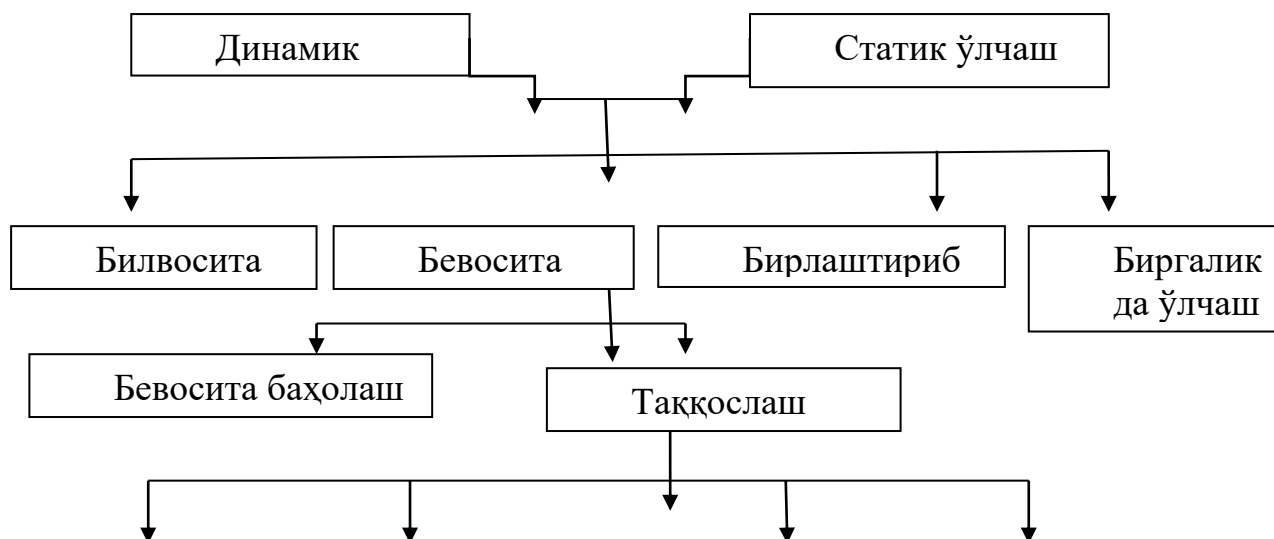 Динамик
Статик ўлчаш
Билвосита
Бевосита
Бирлаштириб
Биргалик
да ўлчаш
Бевосита баҳолаш
Таққослаш